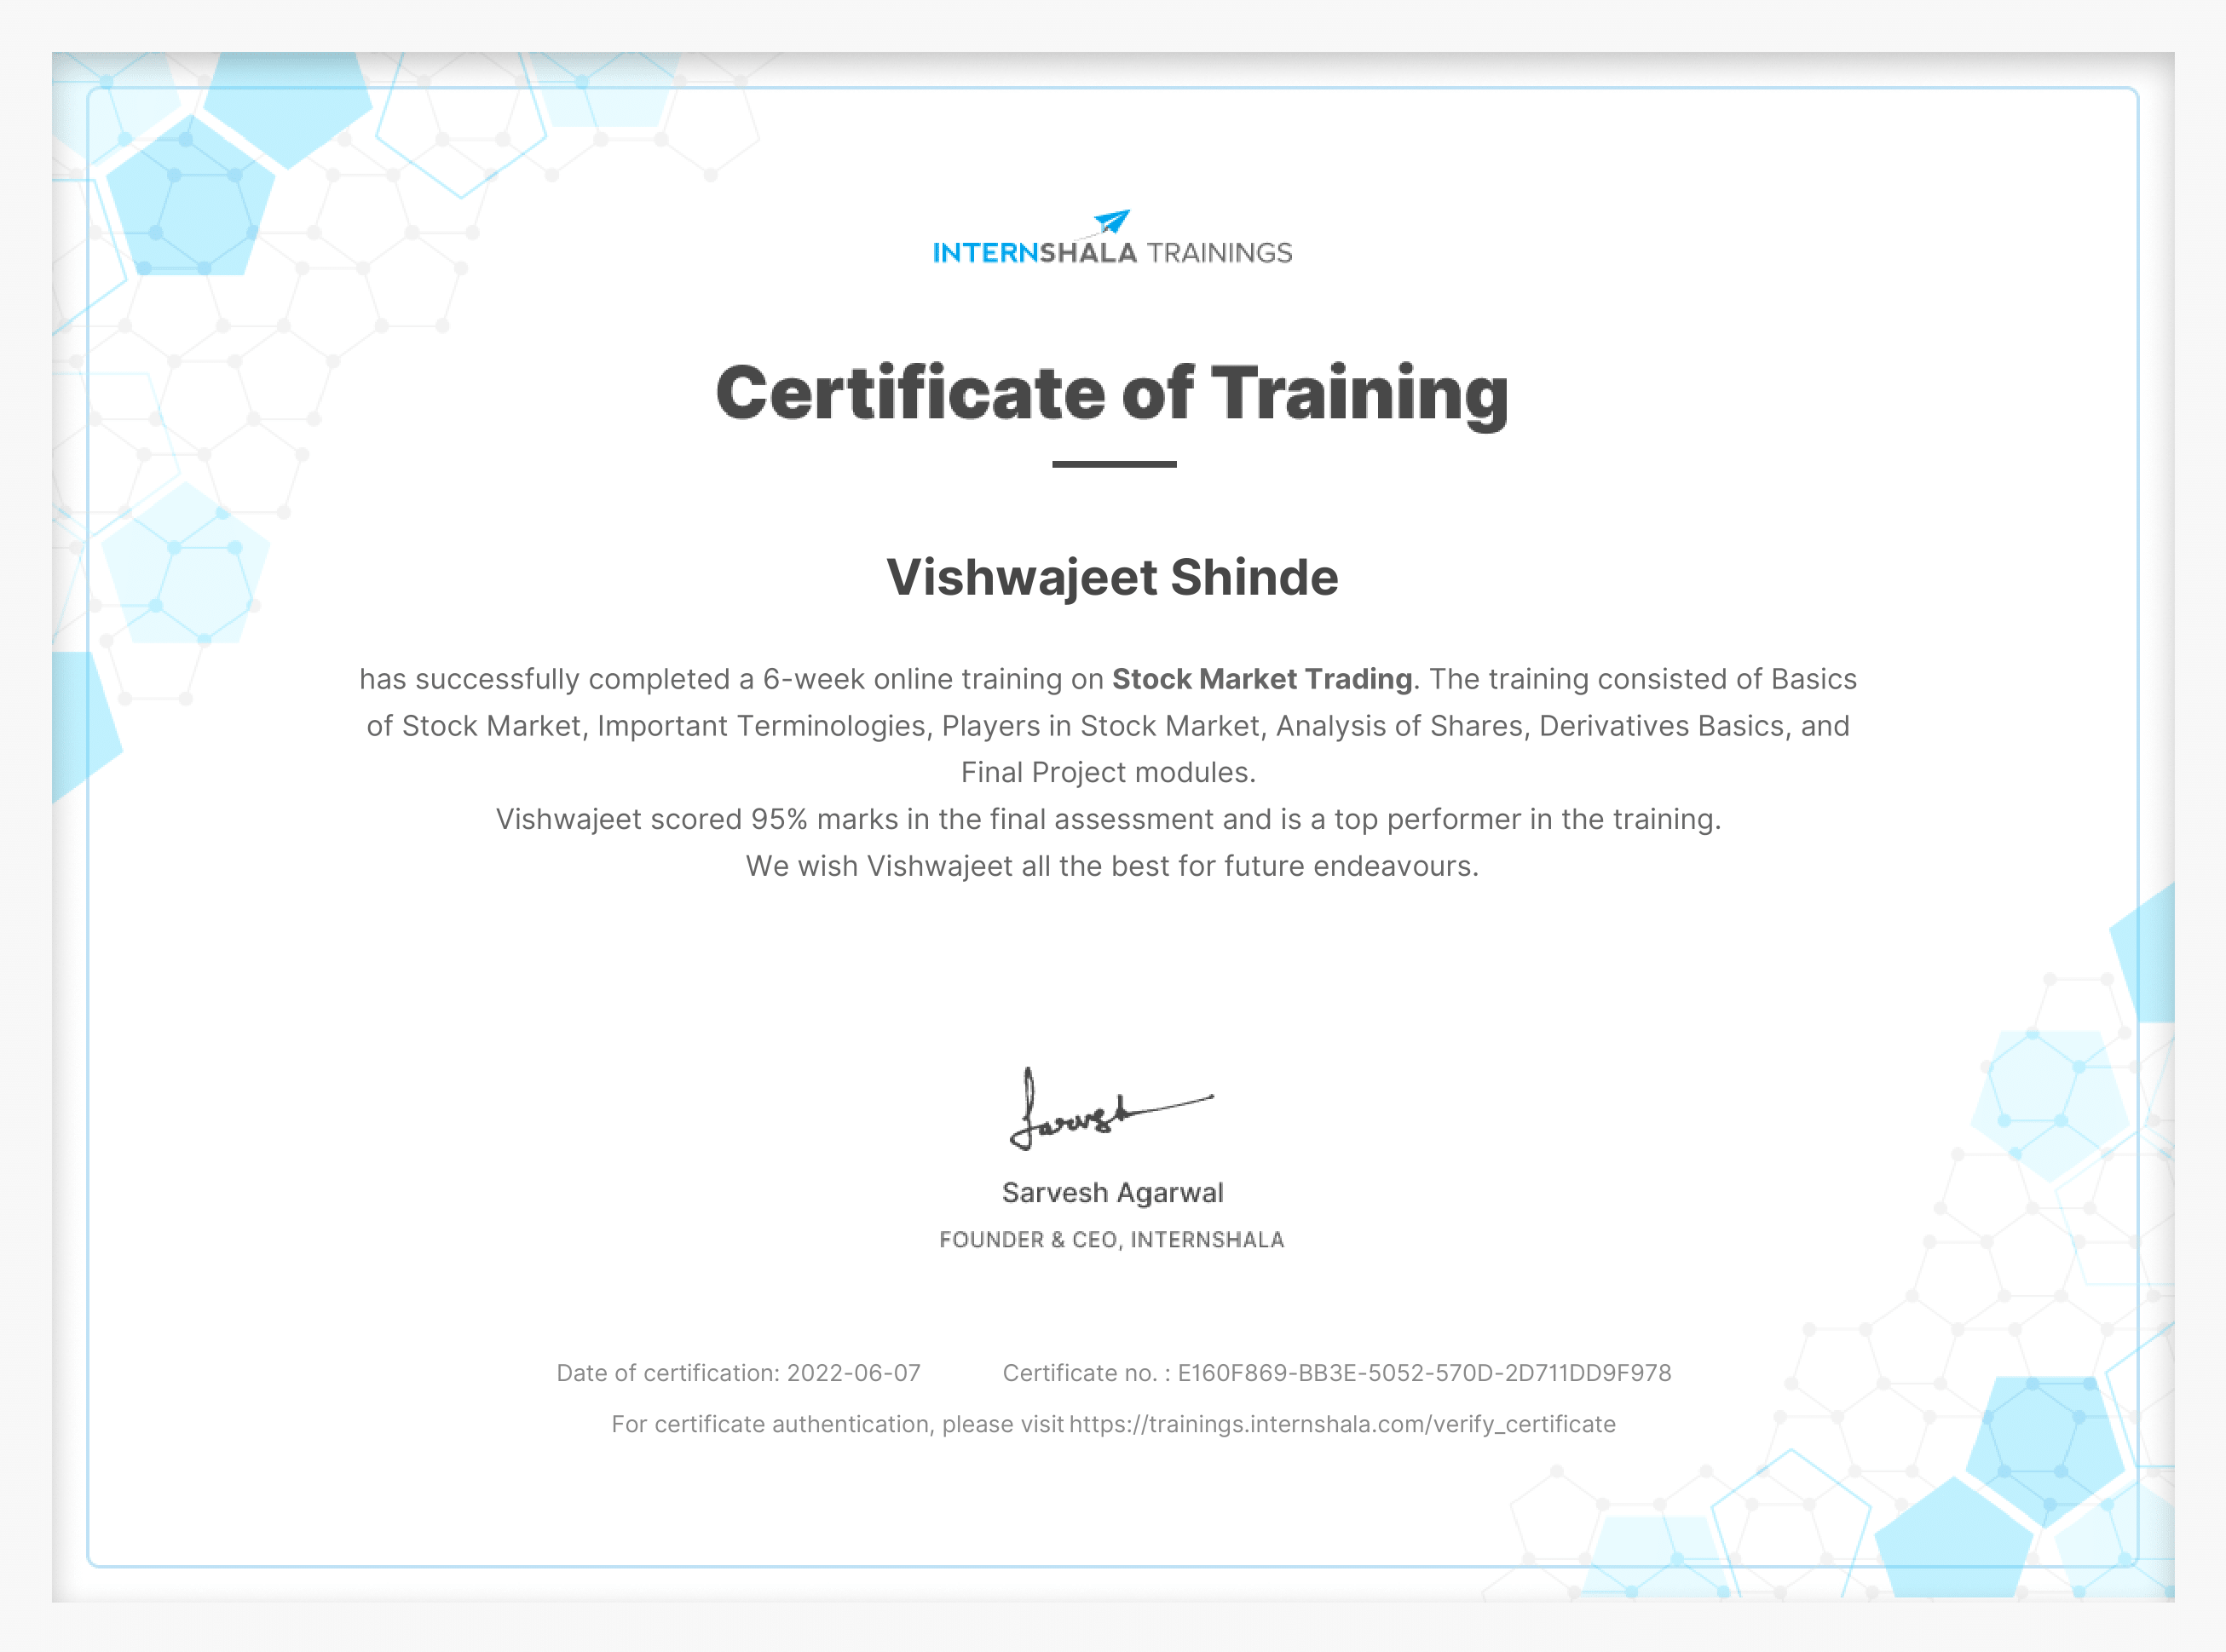 INTERNSHALA TRAININGS
Certificate of Training
Vishwajeet Shinde
has successfully completed a 6-week online training on Stock Market Trading. The training consisted of Basics
of Stock Market, Important Terminologies, Players in Stock Market, Analysis of Shares, Derivatives Basics, and
Final Project modules.
Vishwajeet scored 95% marks in the final assessment and is a top performer in the training.
We wish Vishwajeet all the best for future endeavours.
Sarvesh
Sarvesh Agarwal
FOUNDER & CEO, INTERNSHALA
Date of certification: 2022-06-07 Certificate no. : E160F869-BB3E-5052-570D-2D711DD9F978
For certificate authentication, please visit https://trainings.internshala.com/verify_certificate